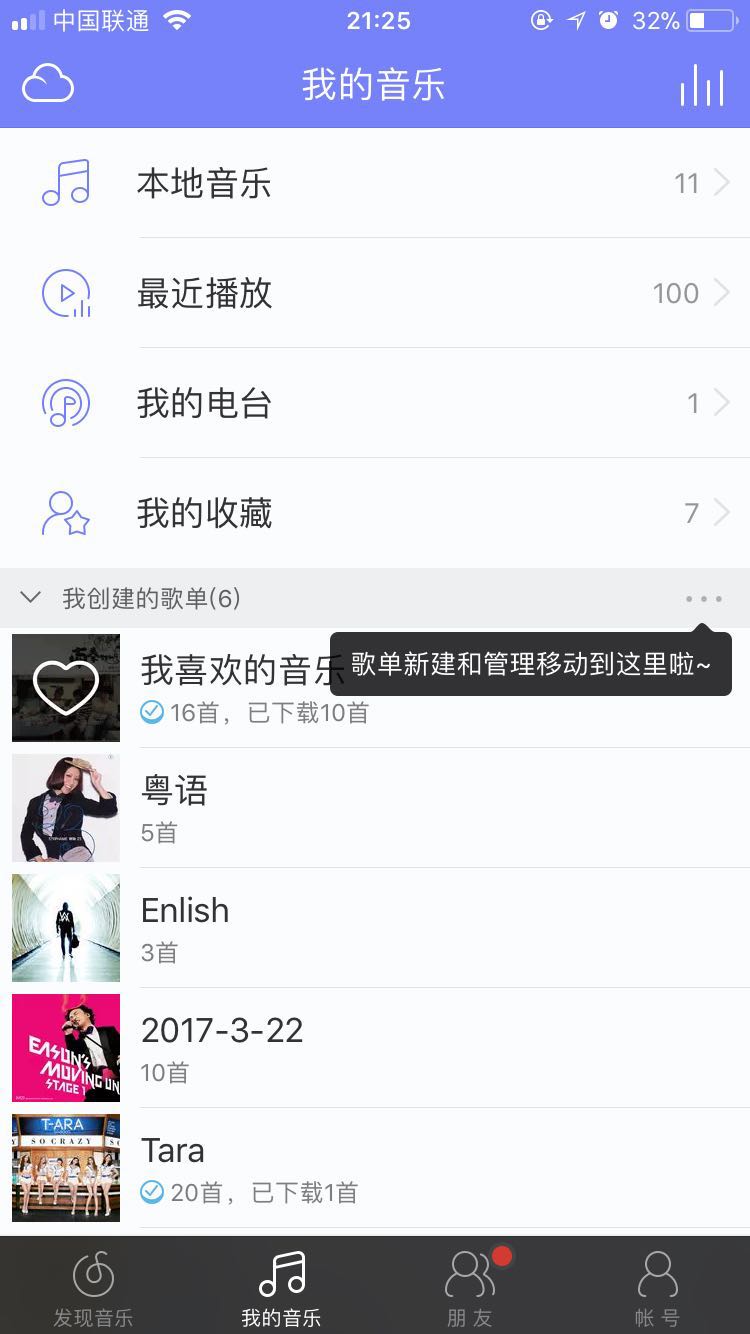 中国联通
21:25
32%
我的音乐
本地音乐
11
最近播放
100
我的电台
1
我的收藏
7
我创建的歌单(6)
我喜欢的音乐
歌单新建和管理移动到这里啦~
16首，已下载10首
粤语
5首
Enlish
3首
2017-3-22
10首
EASON'S
MOVING ON
STAGE 1
Tara
20首，已下载1首
T-ARA
SO CRAZY
发现音乐
我的音乐
朋友
帐号